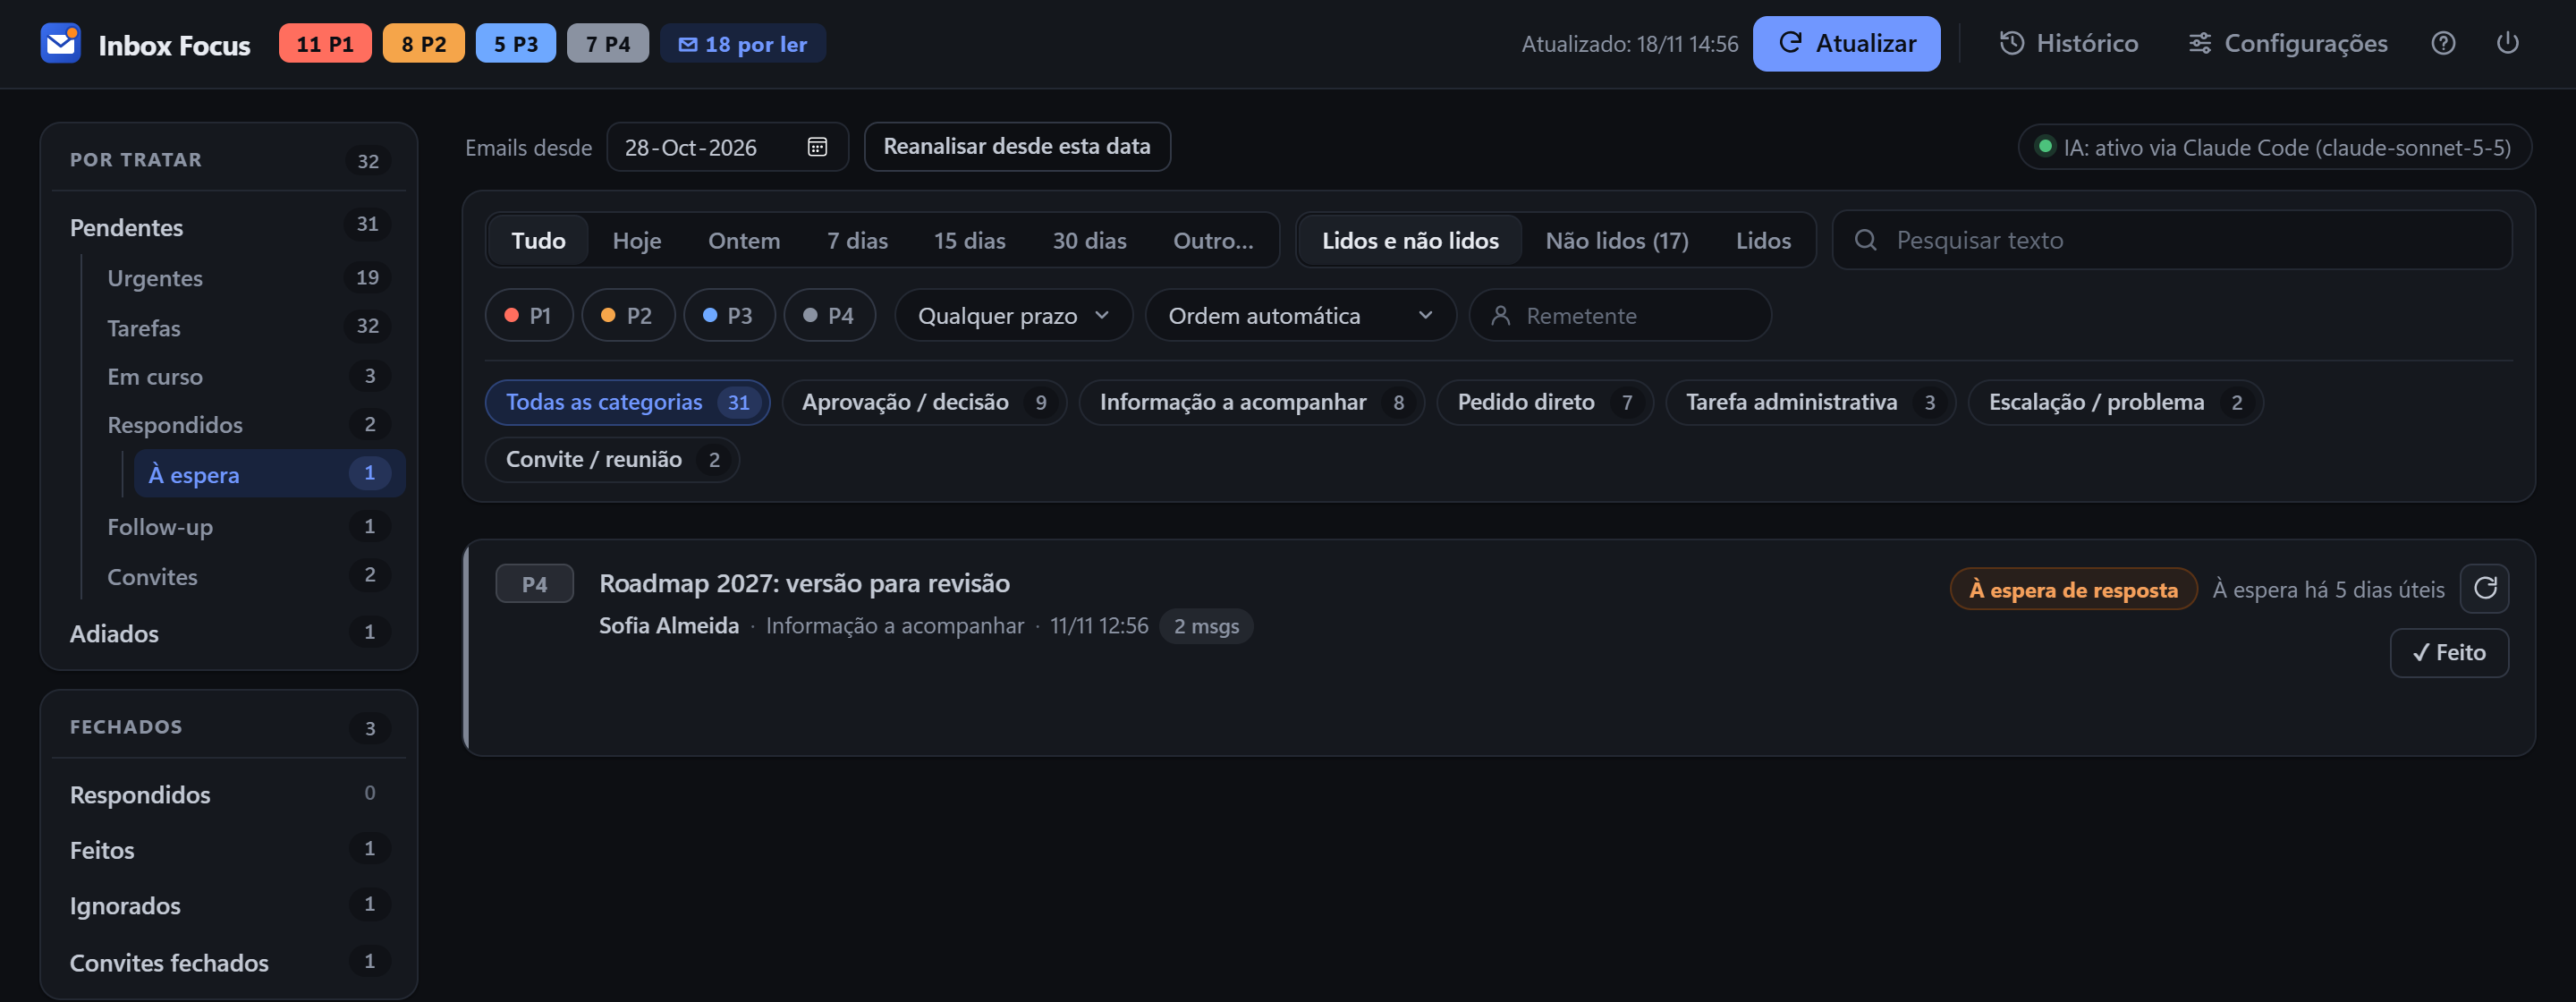 Inbox Focus 11 P1 8 P2 5 P3 7 P4 18 por ler Atualizado: 18/11 14:56 Atualizar Histórico Configurações
POR TRATAR 32
Pendentes 31
Urgentes 19
Tarefas 32
Em curso 3
Respondidos 2
À espera 1
Follow-up 1
Convites 2
Adiados 1
FECHADOS 3
Respondidos 0
Feitos 1
Ignorados 1
Convites fechados 1
Emails desde 28-Oct-2026 Reanalisar desde esta data IA: ativo via Claude Code (claude-sonnet-5-5)
Tudo Hoje Ontem 7 dias 15 dias 30 dias Outro... Lidos e não lidos Não lidos (17) Lidos Pesquisar texto
P1 P2 P3 P4 Qualquer prazo Ordem automática Remetente
Todas as categorias 31 Aprovação / decisão 9 Informação a acompanhar 8 Pedido direto 7 Tarefa administrativa 3 Escalação / problema 2
Convite / reunião 2
P4 Roadmap 2027: versão para revisão À espera de resposta À espera há 5 dias úteis
Sofia Almeida · Informação a acompanhar · 11/11 12:56 2 msgs
✓ Feito